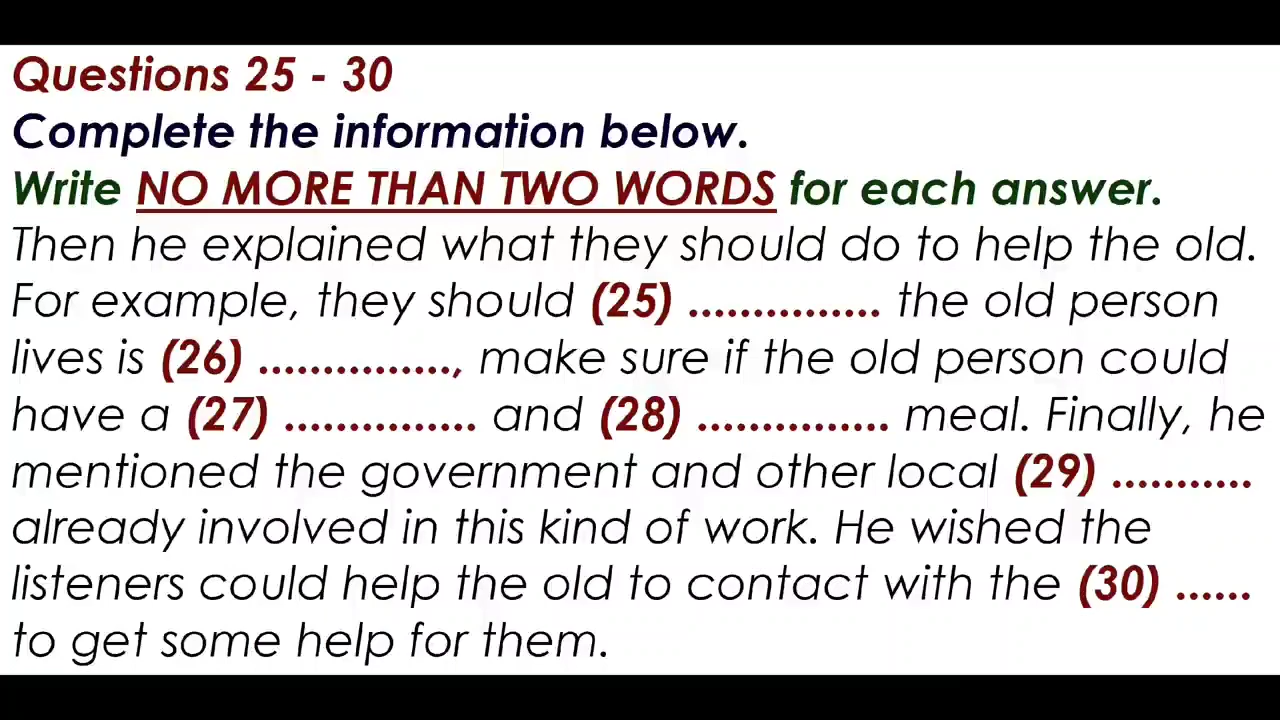 Questions 25 - 30
Complete the information below.
Write NO MORE THAN TWO WORDS for each answer.
Then he explained what they should do to help the old.
For example, they should (25) ............... the old person
lives is (26) ..............., make sure if the old person could
have a (27) ............... and (28) ............... meal. Finally, he
mentioned the government and other local (29) ...........
already involved in this kind of work. He wished the
listeners could help the old to contact with the (30) ......
to get some help for them.